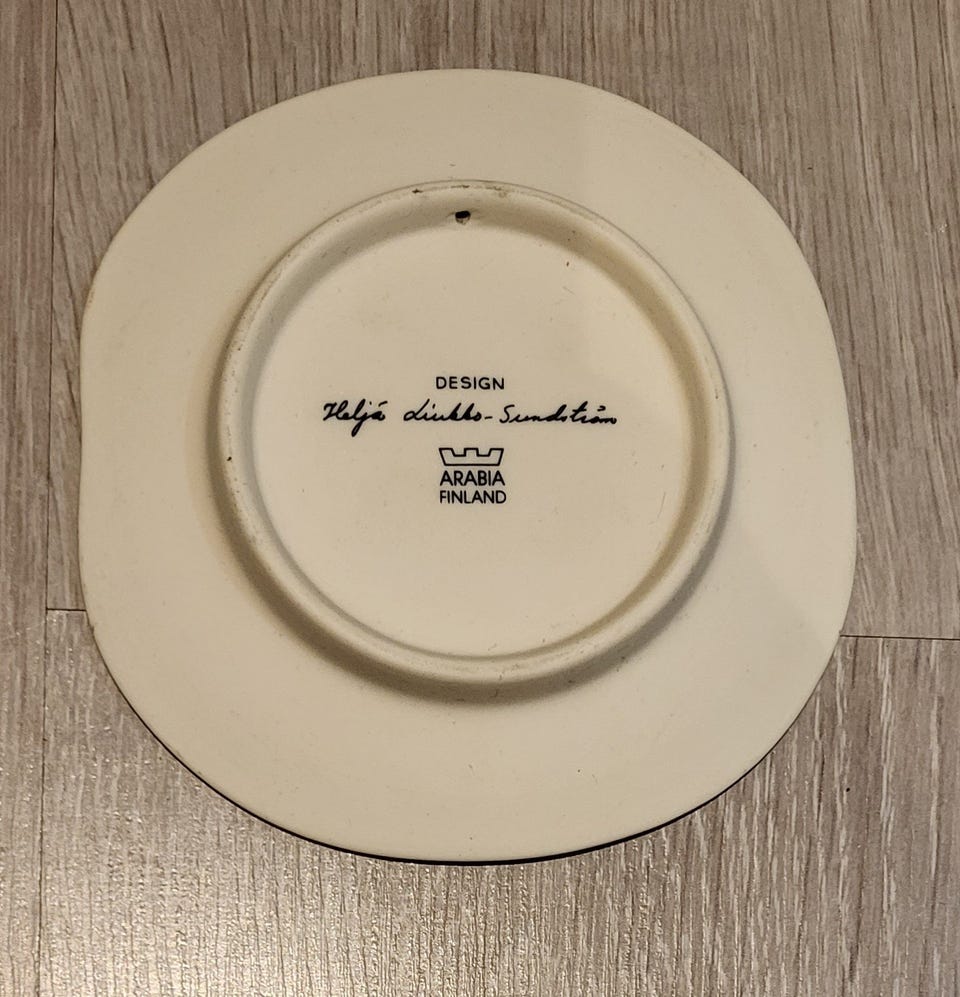 DESIGN
Heljä Liukko-Sundström
ARABIA
FINLAND